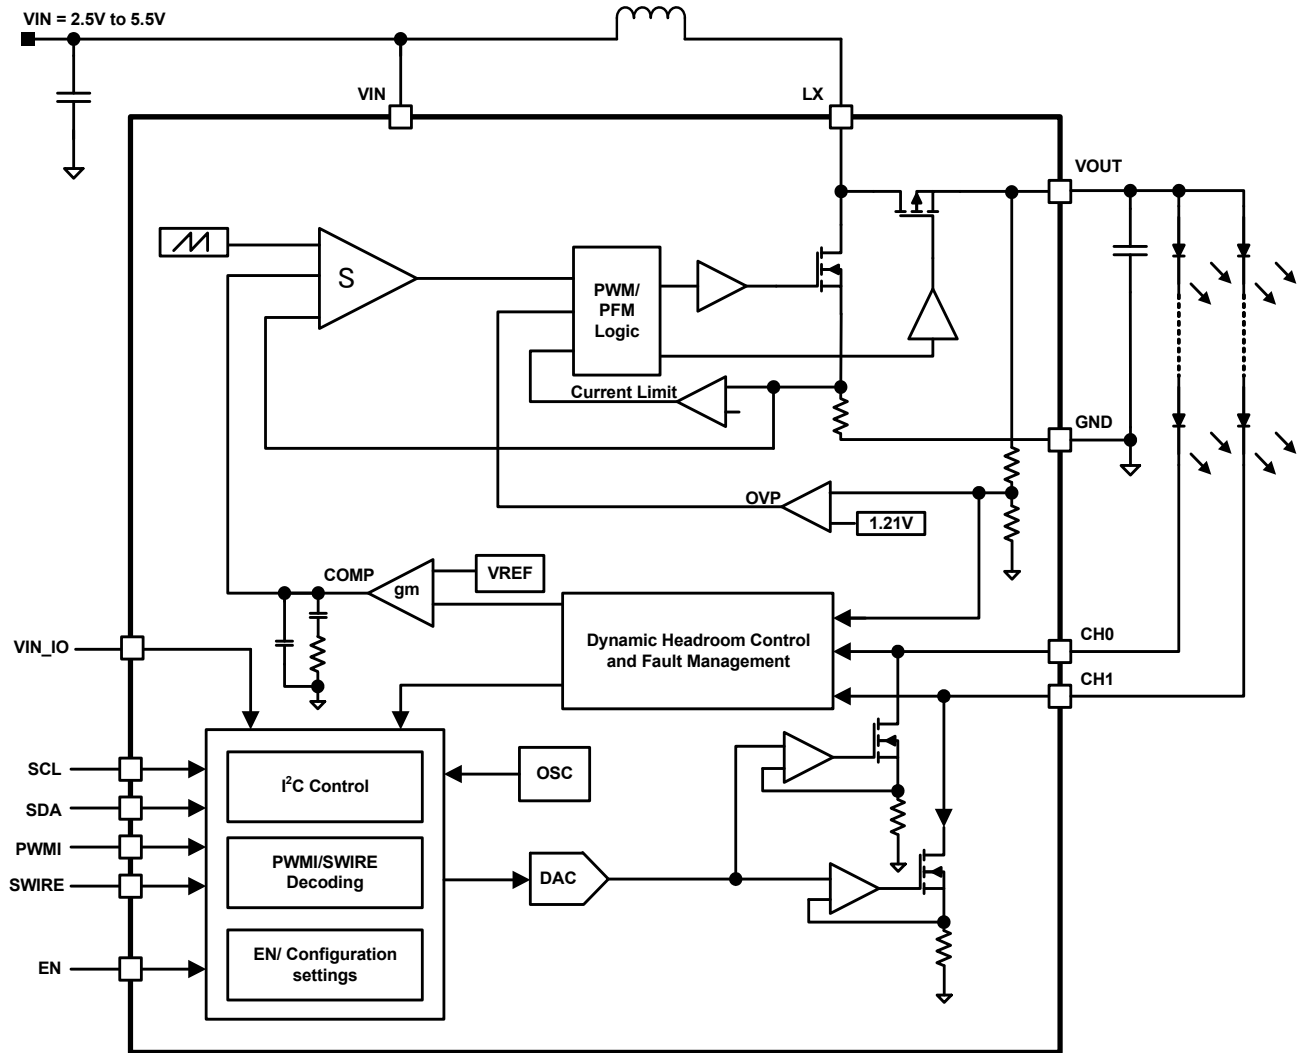 VIN = 2.5V to 5.5V
VIN
LX
VOUT
S
PWM/
PFM
Logic
Current Limit
GND
OVP
1.21V
COMP
gm
VREF
VIN_IO
Dynamic Headroom Control
and Fault Management
CH0
CH1
SCL
SDA
PWMI
SWIRE
EN
I²C Control
OSC
PWMI/SWIRE
Decoding
DAC
EN/ Configuration
settings